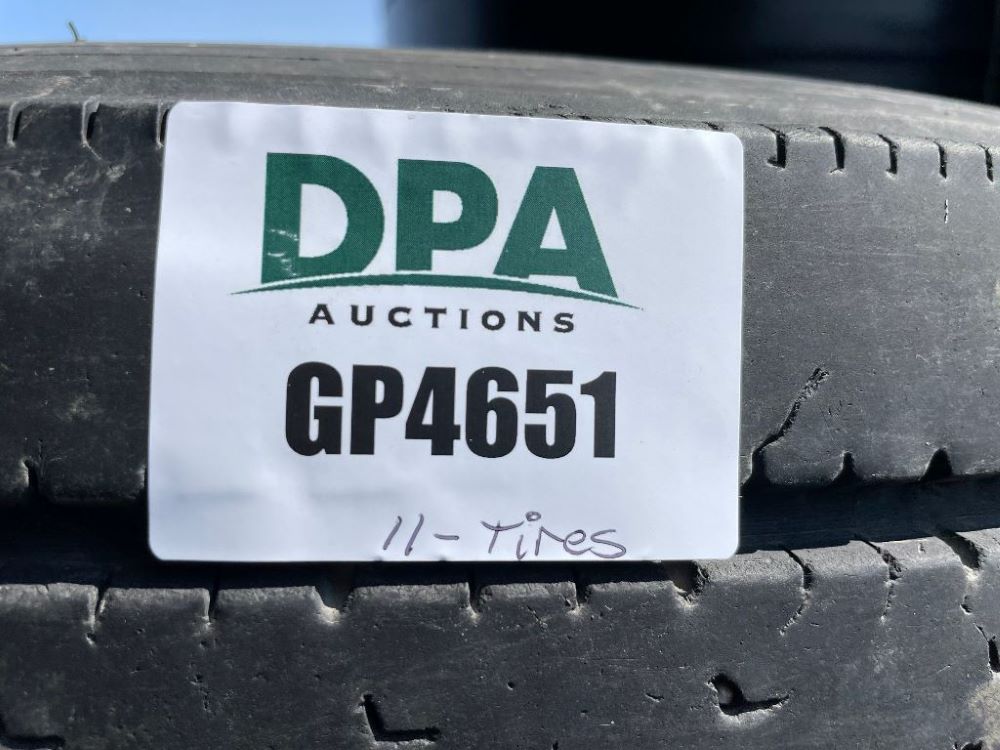 DPA
AUCTIONS
GP4651
11-Tires